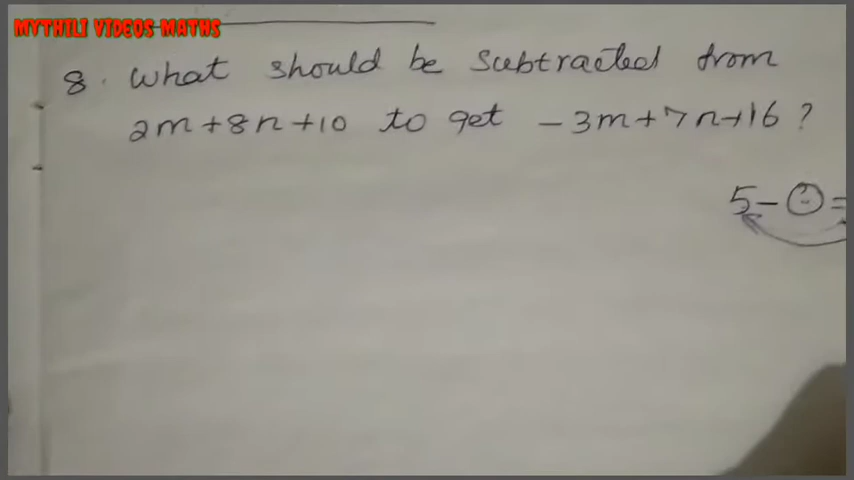 MYTHILI VIDEOS MATHS
8. What should be subtracted from
2m+8n+10 to get -3m+7n+16 ?
5-?=